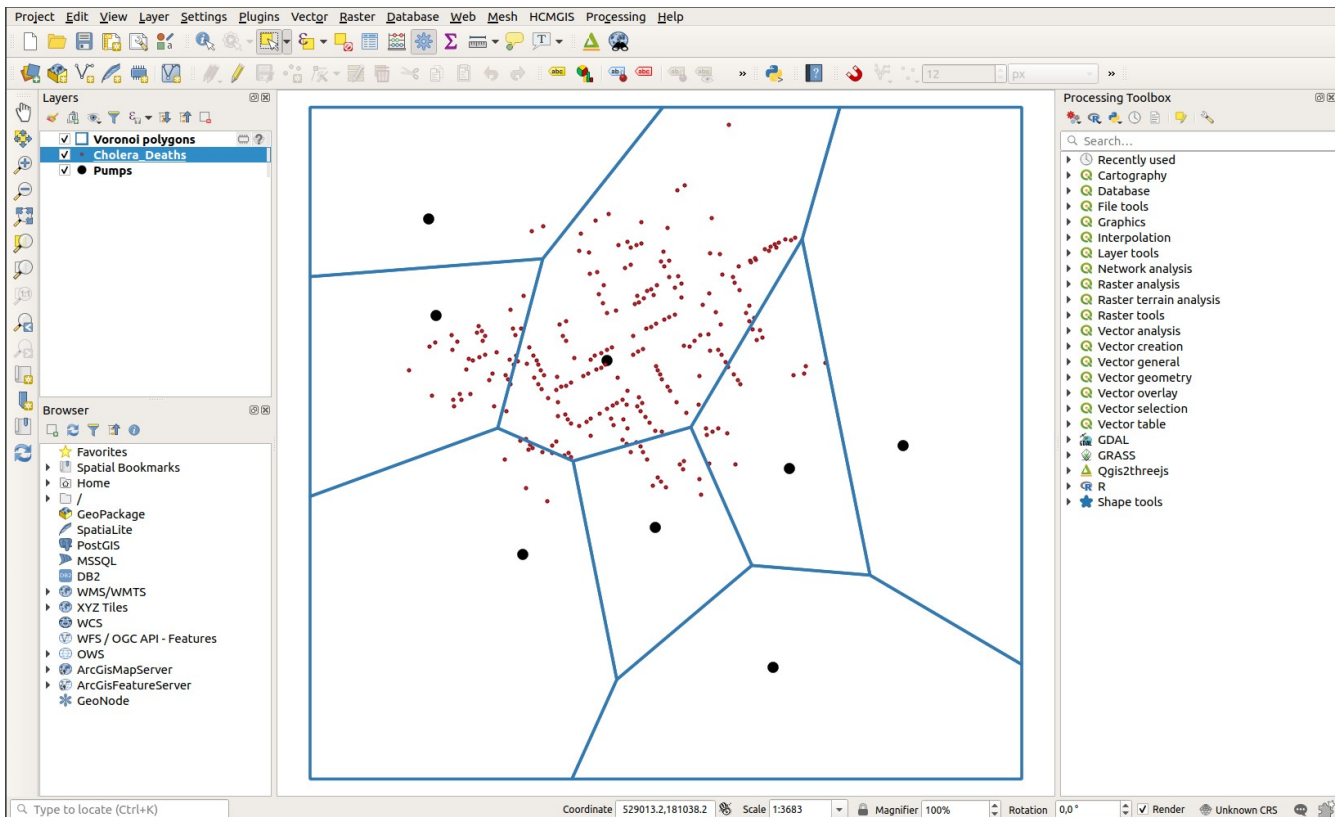 Project Edit View Layer Settings Plugins Vector Raster Database Web Mesh HCMGIS Processing Help
abc abc abc 12 px
Layers
Voronoi polygons
Cholera_Deaths
Pumps
Browser
Favorites
Spatial Bookmarks
Home
/
GeoPackage
SpatiaLite
PostGIS
MSSQL
DB2
WMS/WMTS
XYZ Tiles
WCS
WFS / OGC API - Features
OWS
ArcGisMapServer
ArcGisFeatureServer
GeoNode
Processing Toolbox
Search...
Recently used
Cartography
Database
File tools
Graphics
Interpolation
Layer tools
Network analysis
Raster analysis
Raster terrain analysis
Raster tools
Vector analysis
Vector creation
Vector general
Vector geometry
Vector overlay
Vector selection
Vector table
GDAL
GRASS
Qgis2threejs
R
Shape tools
Type to locate (Ctrl+K) Coordinate 529013.2,181038.2 Scale 1:3683 Magnifier 100% Rotation 0,0 ° Render Unknown CRS